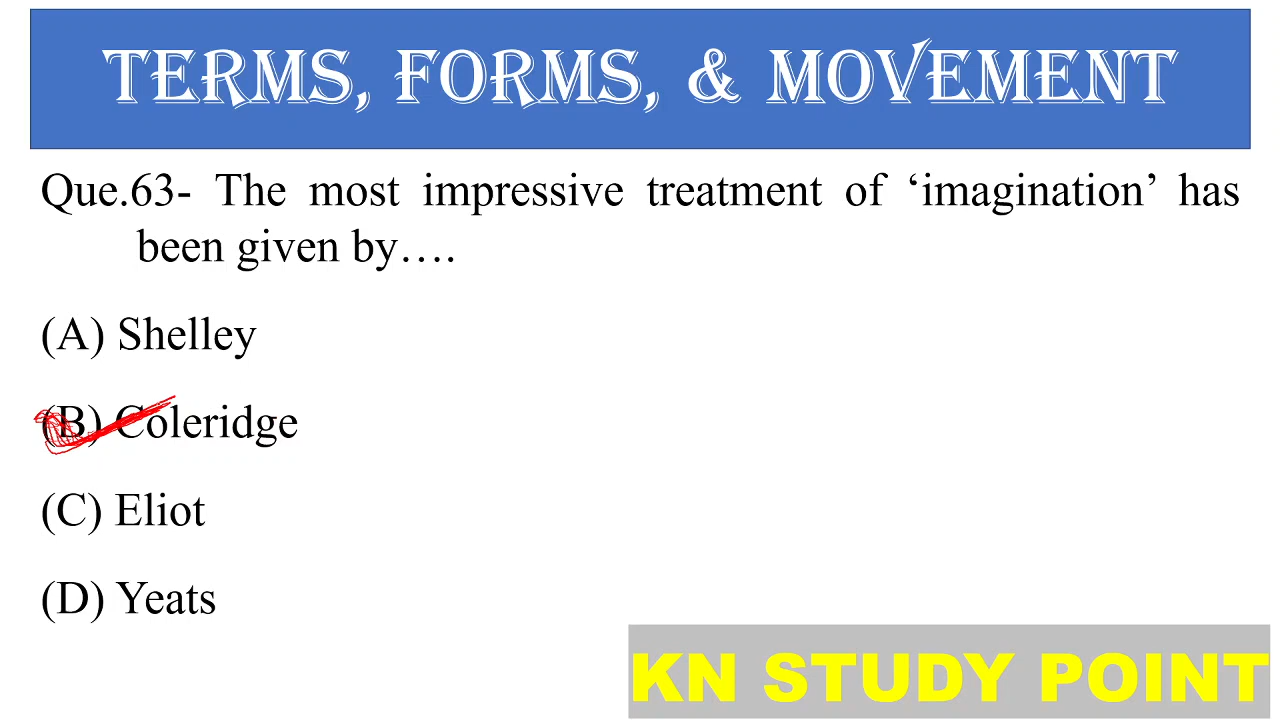 TERMS, FORMS, & MOVEMENT
Que.63- The most impressive treatment of ‘imagination’ has
been given by….
(A) Shelley
(B) Coleridge
(C) Eliot
(D) Yeats
KN STUDY POINT